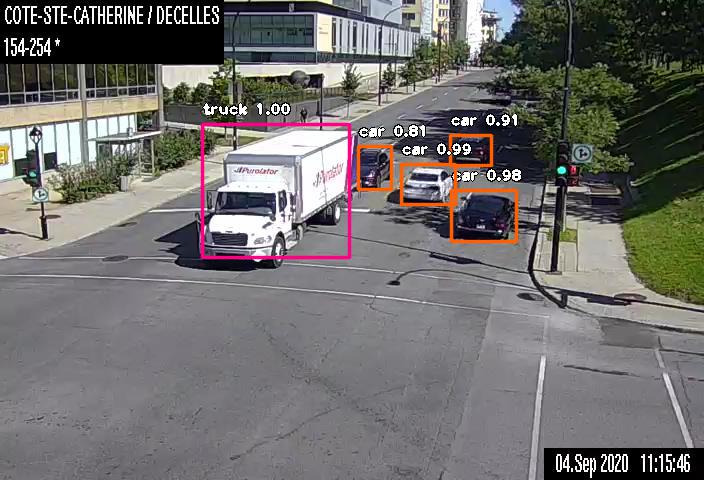 COTE-STE-CATHERINE / DECELLES
154-254 *
truck 1.00
car 0.81
car 0.91
car 0.99
car 0.98
Purolator
Purolator
04.Sep 2020 11:15:46